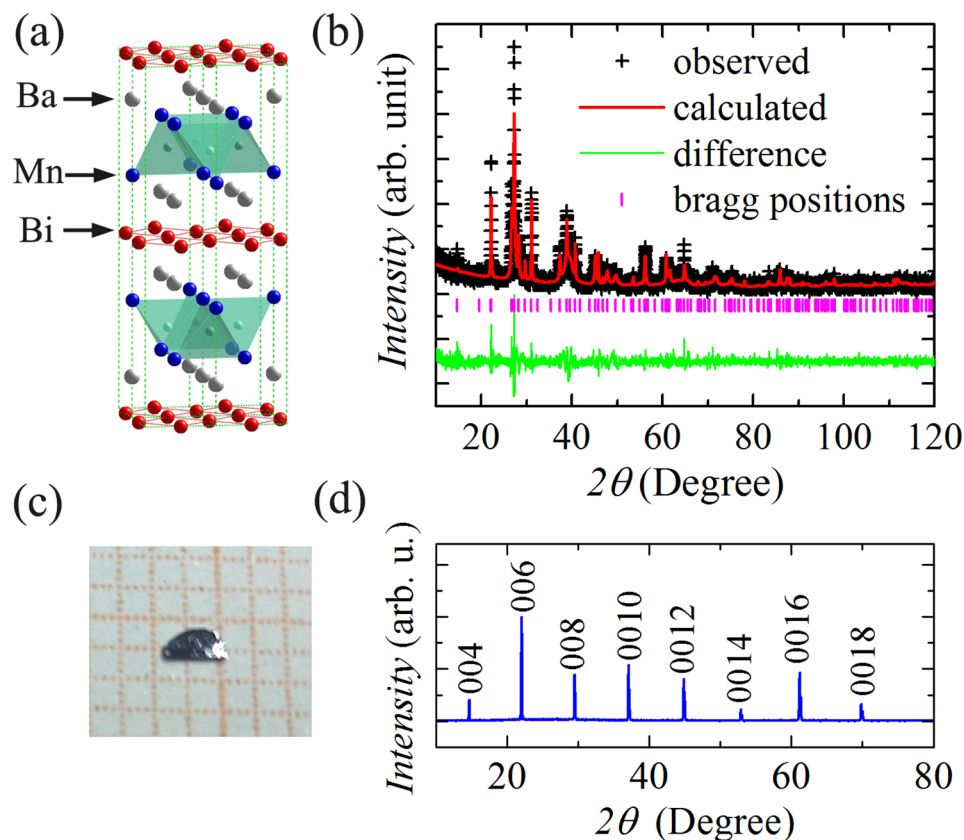 (a)
Ba
Mn
Bi
(b)
Intensity (arb. unit)
observed
calculated
difference
bragg positions
20 40 60 80 100 120
2θ (Degree)
(c)
(d)
Intensity (arb. u.)
004
006
008
0010
0012
0014
0016
0018
20 40 60 80
2θ (Degree)